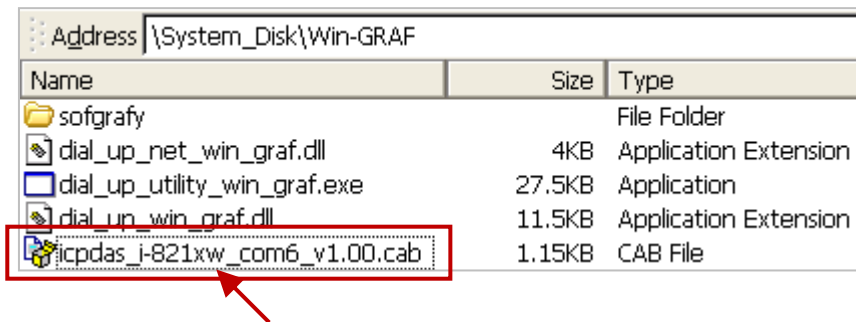 Address \System_Disk\Win-GRAF
Name Size Type
sofgrafy File Folder
dial_up_net_win_graf.dll 4KB Application Extension
dial_up_utility_win_graf.exe 27.5KB Application
dial_up_win_graf.dll 11.5KB Application Extension
icpdas_i-821xw_com6_v1.00.cab 1.15KB CAB File